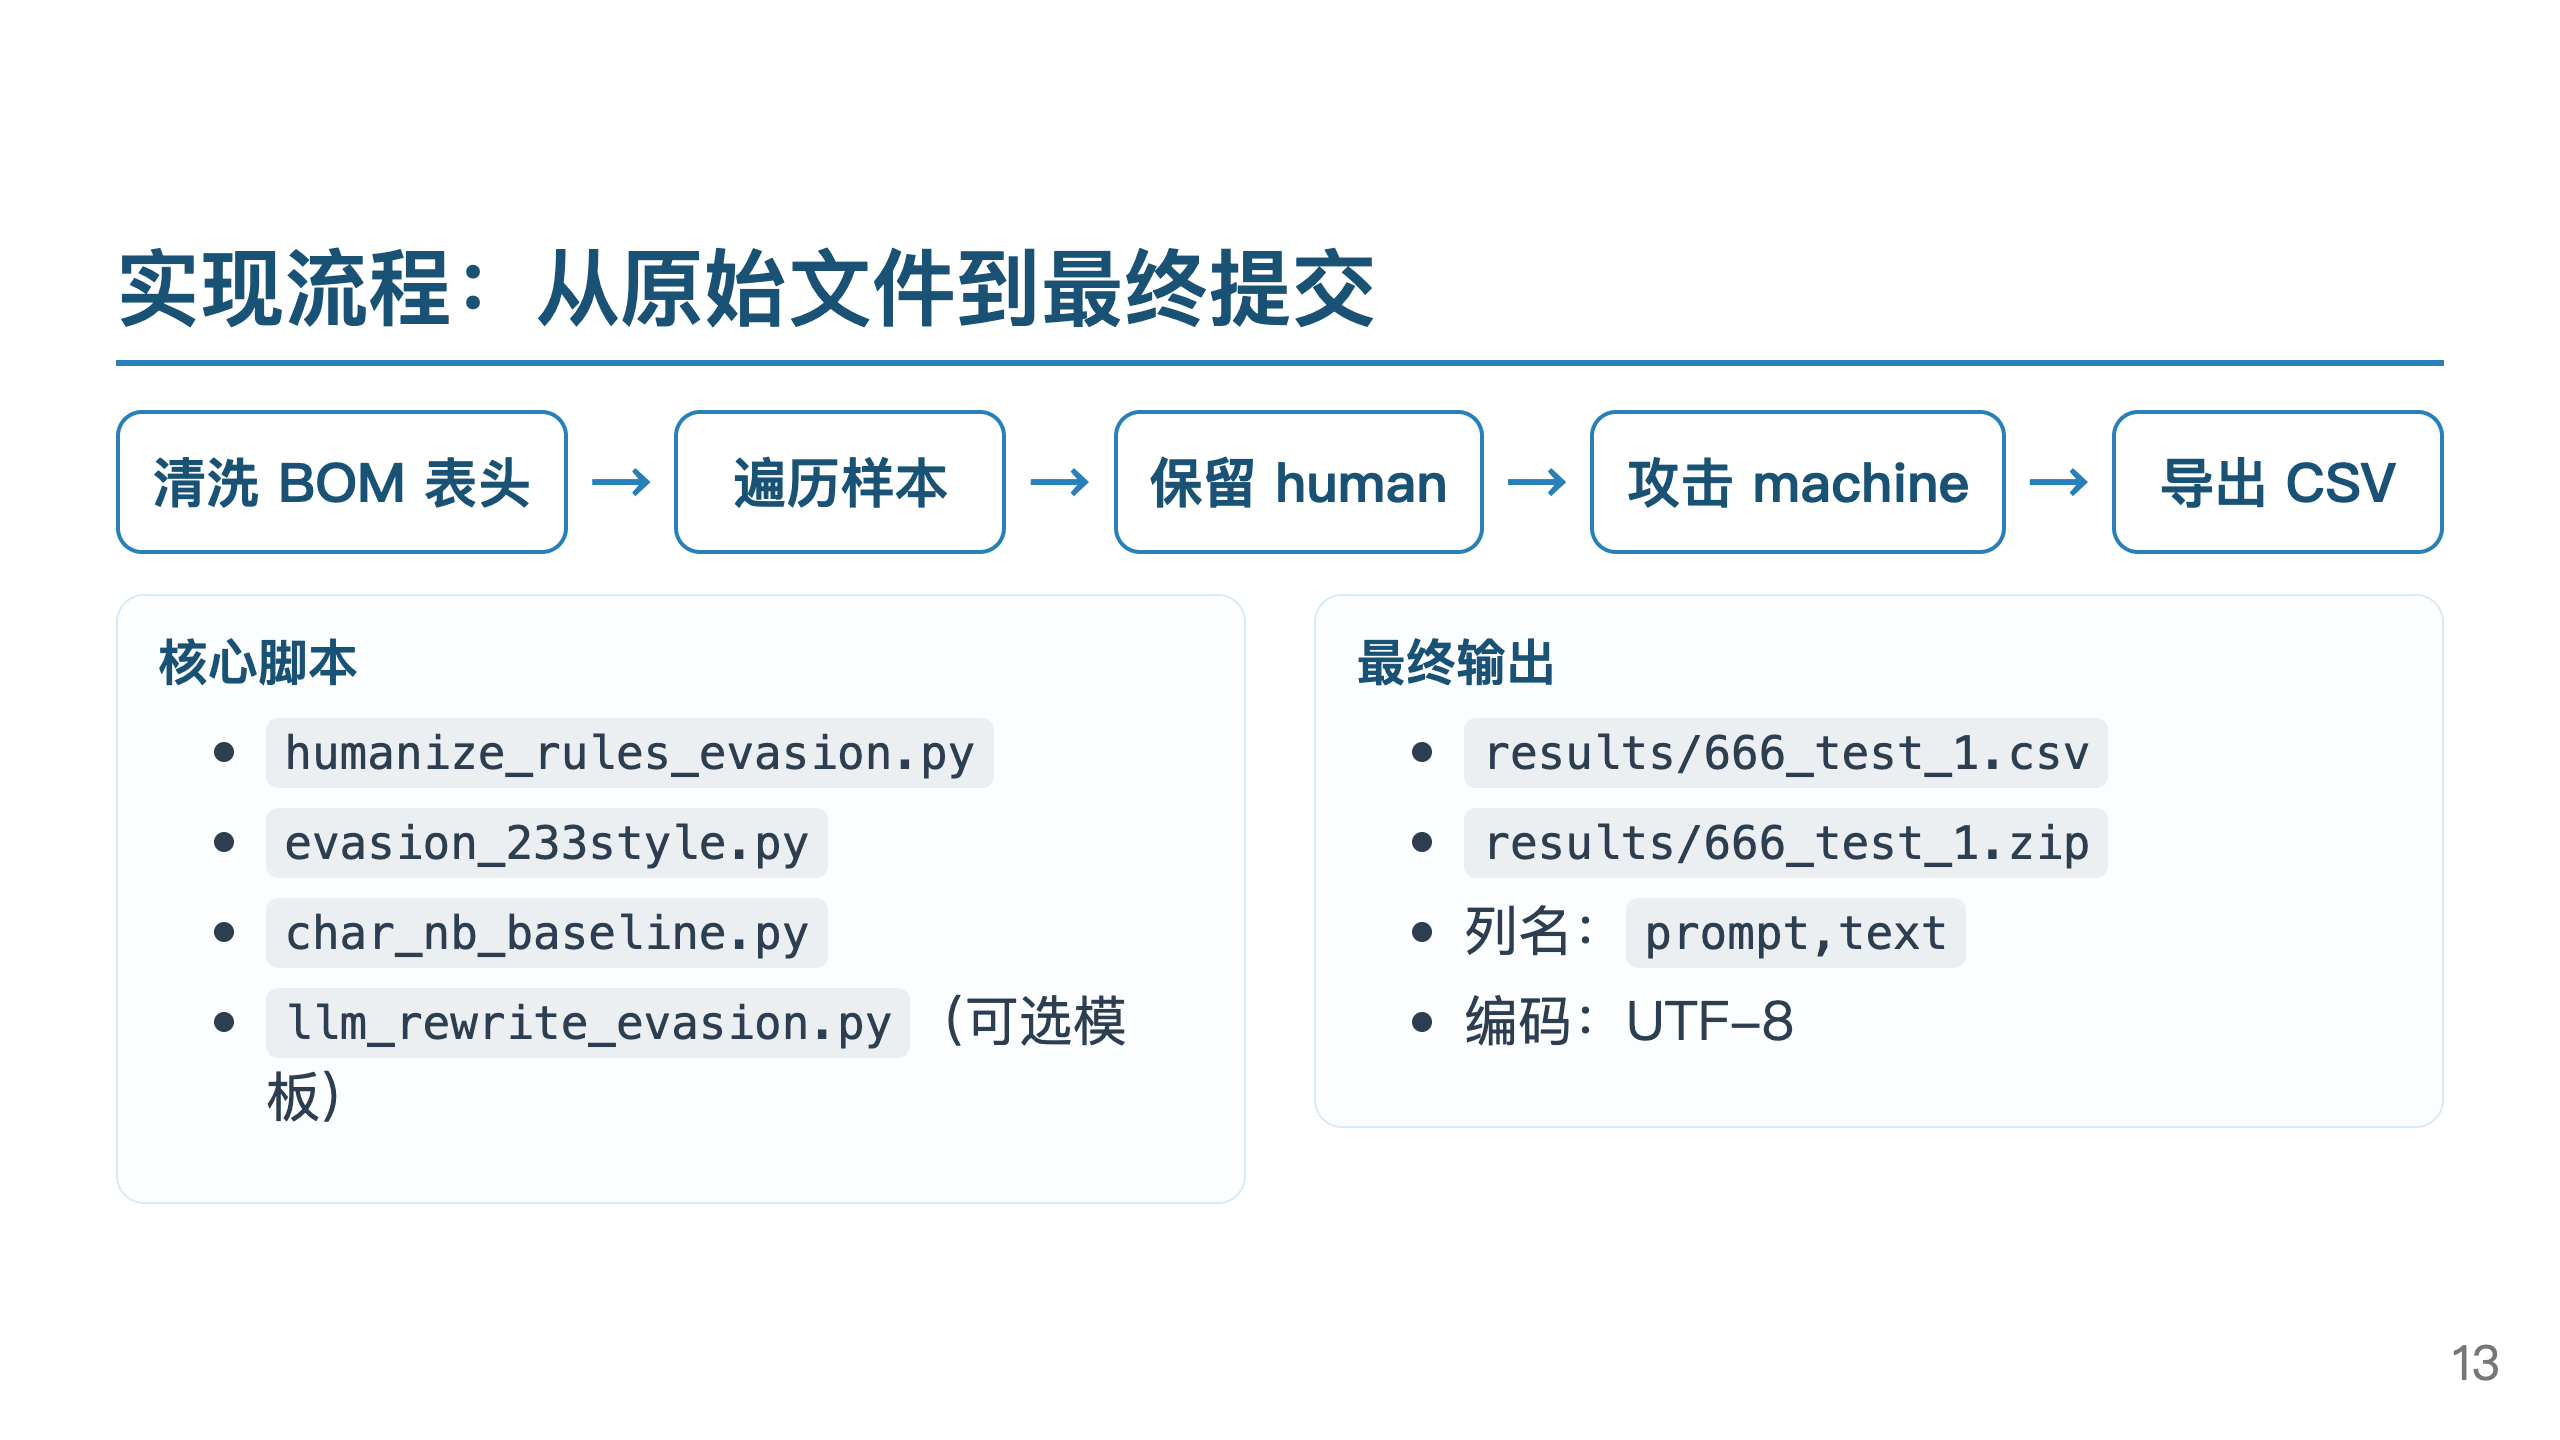 实现流程：从原始文件到最终提交
清洗 BOM 表头 → 遍历样本 → 保留 human → 攻击 machine → 导出 CSV
核心脚本
• humanize_rules_evasion.py
• evasion_233style.py
• char_nb_baseline.py
• llm_rewrite_evasion.py （可选模
板）
最终输出
• results/666_test_1.csv
• results/666_test_1.zip
• 列名： prompt,text
• 编码：UTF-8
13